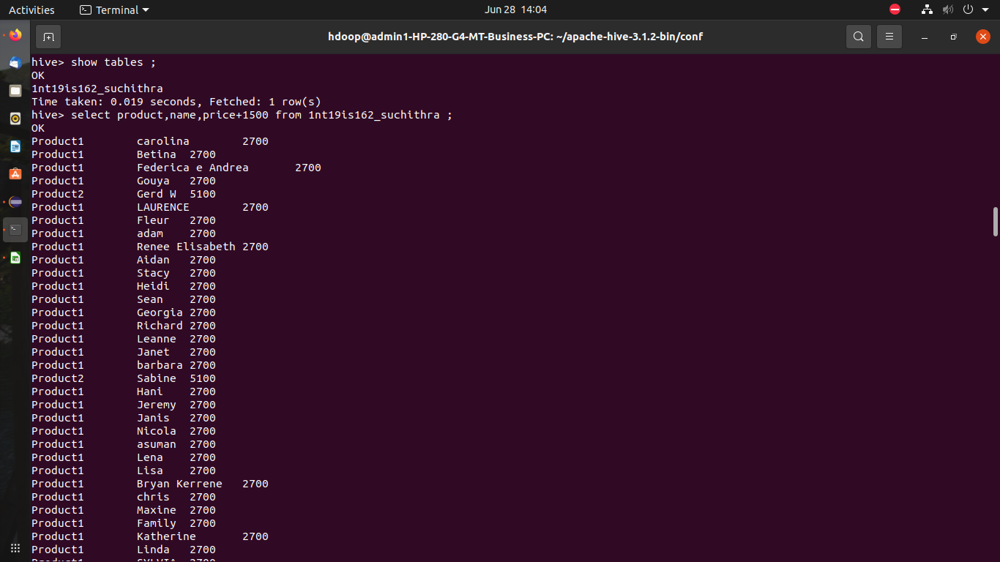 Activities Terminal Jun 28 14:04
hdoop@admin1-HP-280-G4-MT-Business-PC: ~/apache-hive-3.1.2-bin/conf
hive> show tables ;
OK
1nt19is162_suchithra
Time taken: 0.019 seconds, Fetched: 1 row(s)
hive> select product,name,price+1500 from 1nt19is162_suchithra ;
OK
Product1 carolina 2700
Product1 Betina 2700
Product1 Federica e Andrea 2700
Product1 Gouya 2700
Product2 Gerd W 5100
Product1 LAURENCE 2700
Product1 Fleur 2700
Product1 adam 2700
Product1 Renee Elisabeth 2700
Product1 Aidan 2700
Product1 Stacy 2700
Product1 Heidi 2700
Product1 Sean 2700
Product1 Georgia 2700
Product1 Richard 2700
Product1 Leanne 2700
Product1 Janet 2700
Product1 barbara 2700
Product2 Sabine 5100
Product1 Hani 2700
Product1 Jeremy 2700
Product1 Janis 2700
Product1 Nicola 2700
Product1 asuman 2700
Product1 Lena 2700
Product1 Lisa 2700
Product1 Bryan Kerrene 2700
Product1 chris 2700
Product1 Maxine 2700
Product1 Family 2700
Product1 Katherine 2700
Product1 Linda 2700
Product1 SYLVIA 2700